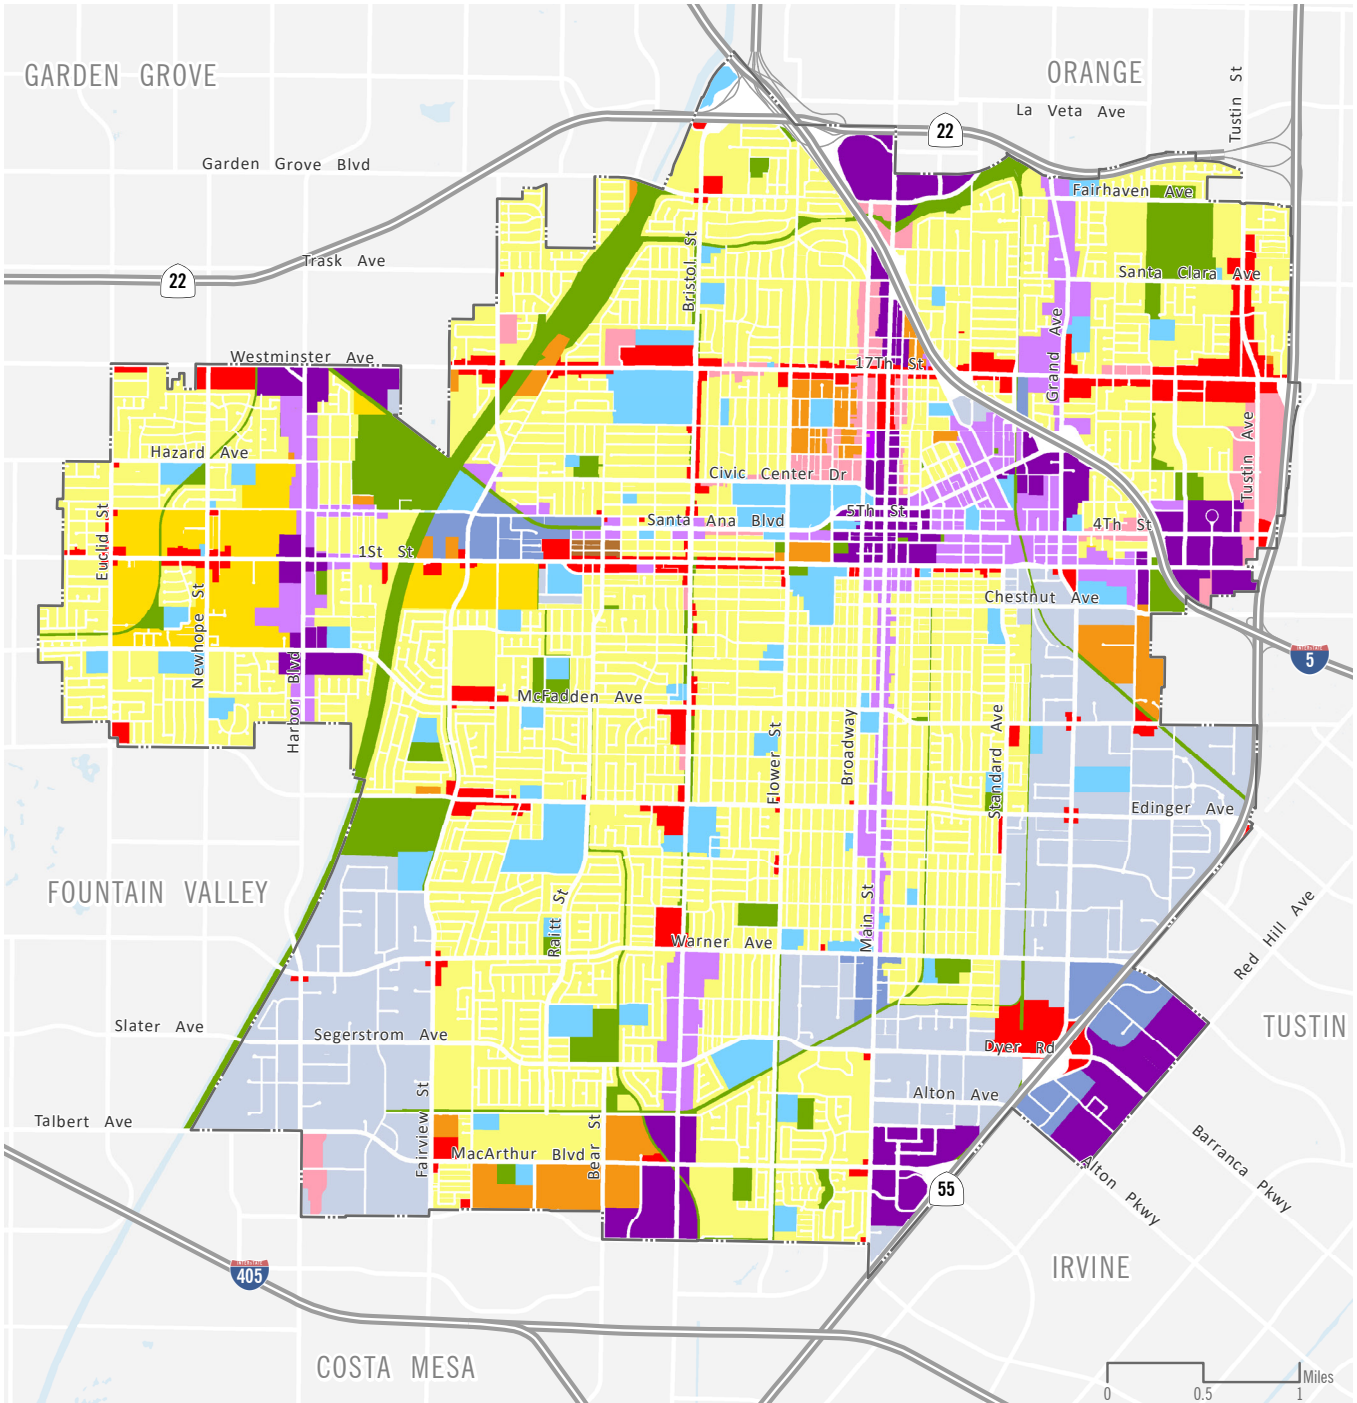 GARDEN GROVE
ORANGE
Tustin St
La Veta Ave
22
Garden Grove Blvd
Fairhaven Ave
Trask Ave
22
Bristol St
Santa Clara Ave
Grand Ave
Westminster Ave
17Th St
Hazard Ave
Civic Center Dr
Tustin Ave
Euclid St
Santa Ana Blvd
5Th St
4Th St
1St St
Newhope St
Chestnut Ave
Harbor Blvd
INTERSTATE
5
McFadden Ave
Flower St
Broadway
Standard Ave
Edinger Ave
FOUNTAIN VALLEY
Raitt St
Main St
Warner Ave
Red Hill Ave
Slater Ave
Segerstrom Ave
Dyer Rd
TUSTIN
Talbert Ave
Fairview St
Alton Ave
Bear St
MacArthur Blvd
Barranca Pkwy
Alton Pkwy
55
INTERSTATE
405
IRVINE
COSTA MESA
Miles
0 0.5 1